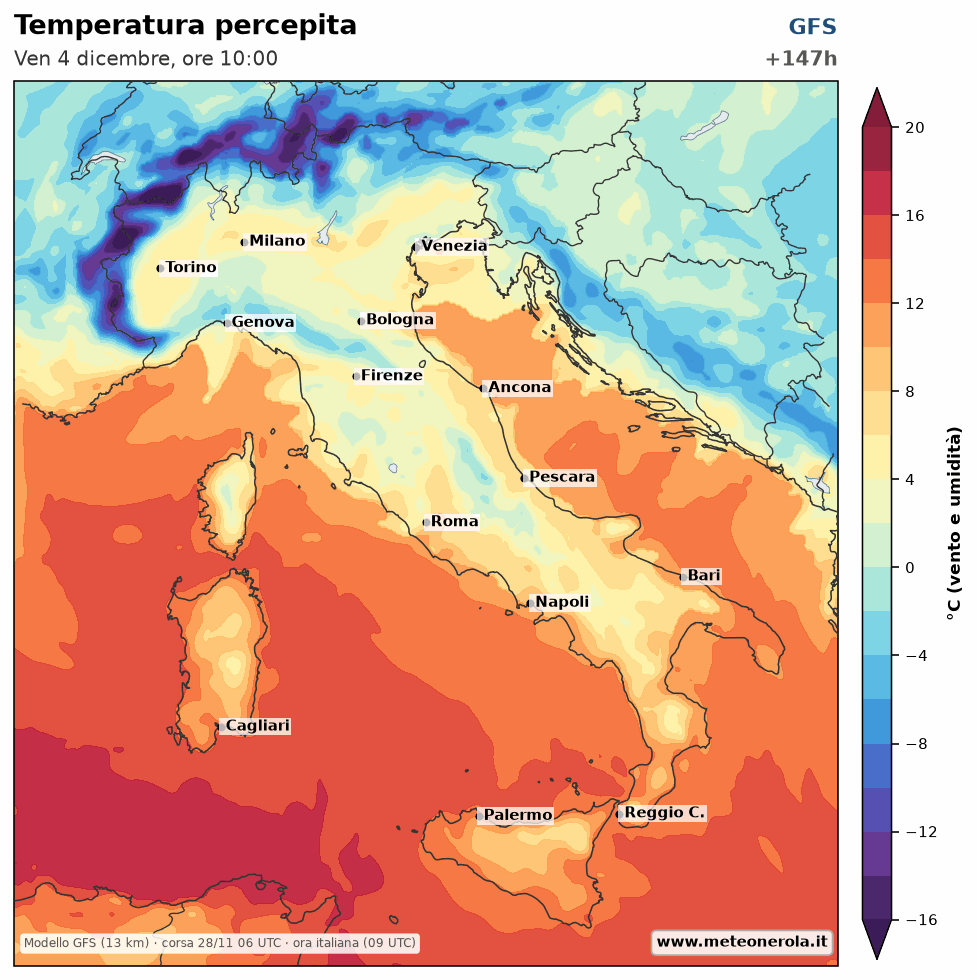 Temperatura percepita
GFS
Ven 4 dicembre, ore 10:00
+147h
Milano
Venezia
Torino
Genova
Bologna
Firenze
Ancona
Pescara
Roma
Bari
Napoli
Cagliari
Palermo
Reggio C.
20
16
12
8
4
0
−4
−8
−12
−16
°C (vento e umidità)
Modello GFS (13 km) · corsa 28/11 06 UTC · ora italiana (09 UTC)
www.meteonerola.it